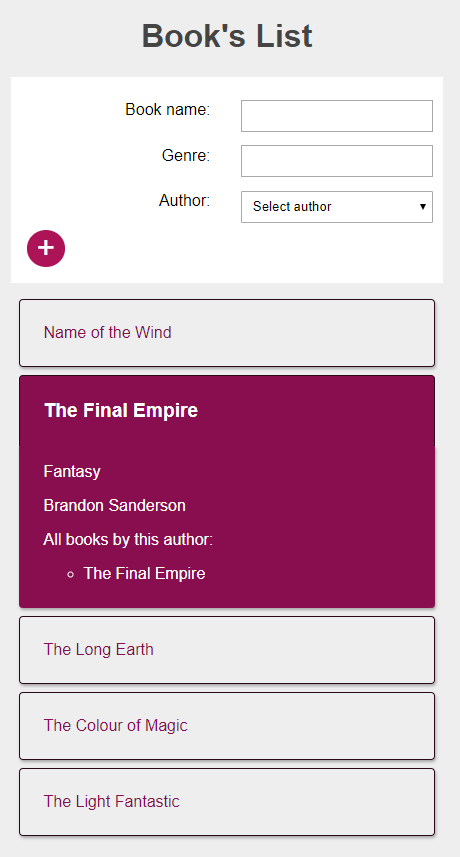 Book's List
Book name:
Genre:
Author:
Select author
+
Name of the Wind
The Final Empire
Fantasy
Brandon Sanderson
All books by this author:
The Final Empire
The Long Earth
The Colour of Magic
The Light Fantastic